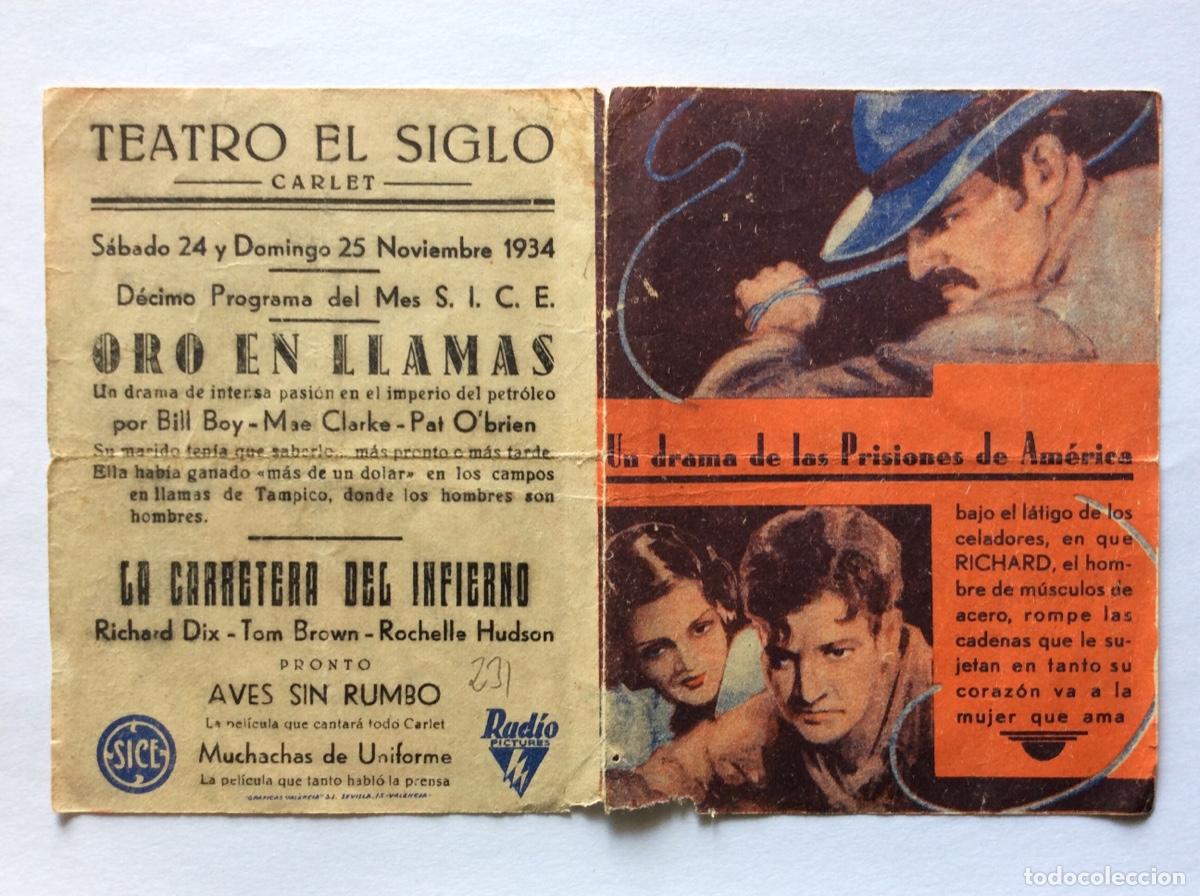 TEATRO EL SIGLO
CARLET
Sábado 24 y Domingo 25 Noviembre 1934
Décimo Programa del Mes S. I. C. E.
ORO EN LLAMAS
Un drama de intensa pasión en el imperio del petróleo
por Bill Boy - Mae Clarke - Pat O'brien
Su marido tenía que saberlo... más pronto o más tarde
Ella había ganado «más de un dolar» en los campos
en llamas de Tampico, donde los hombres son
hombres.
LA CARRETERA DEL INFIERNO
Richard Dix - Tom Brown - Rochelle Hudson
PRONTO
231
AVES SIN RUMBO
La película que cantará todo Carlet
Muchachas de Uniforme
La película que tanto habló la prensa
"GRAFICAS VALENCIA" S.I. SEVILLA, 13-VALENCIA-
SICE
Radio
PICTURES
Un drama de las Prisiones de América
bajo el látigo de los
celadores, en que
RICHARD, el hom-
bre de músculos de
acero, rompe las
cadenas que le su-
jetan en tanto su
corazón va a la
mujer que ama
todocoleccion